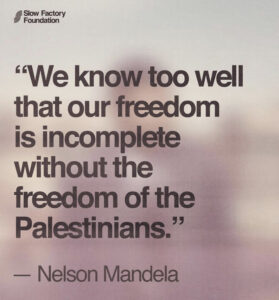 Slow Factory
Foundation
“We know too well
that our freedom
is incomplete
without the
freedom of the
Palestinians.”
— Nelson Mandela